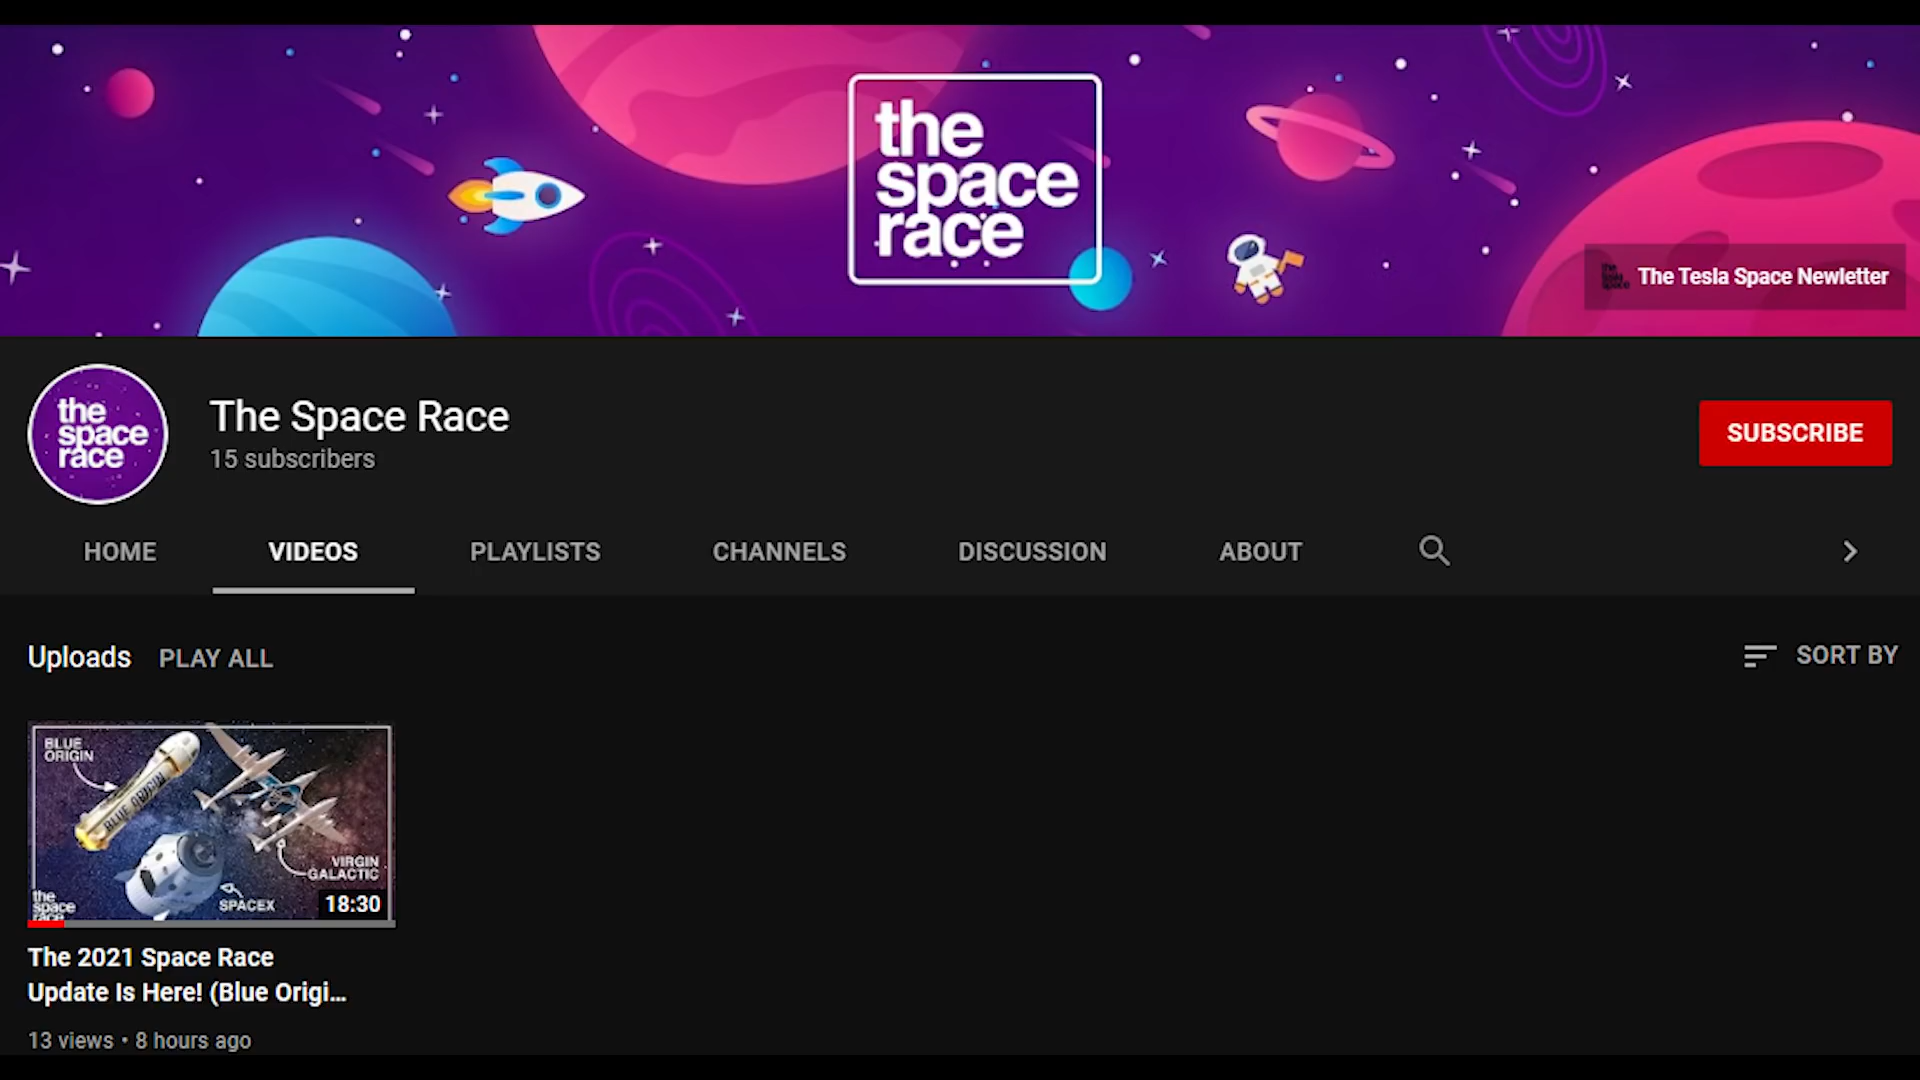 the
space
race
The Tesla Space Newletter
the
space
race
The Space Race
15 subscribers
SUBSCRIBE
HOME
VIDEOS
PLAYLISTS
CHANNELS
DISCUSSION
ABOUT
Uploads
PLAY ALL
SORT BY
BLUE
ORIGIN
BLUE ORIGIN
VIRGIN
GALACTIC
SPACEX
the
space
race
18:30
The 2021 Space Race
Update Is Here! (Blue Origi...
13 views • 8 hours ago